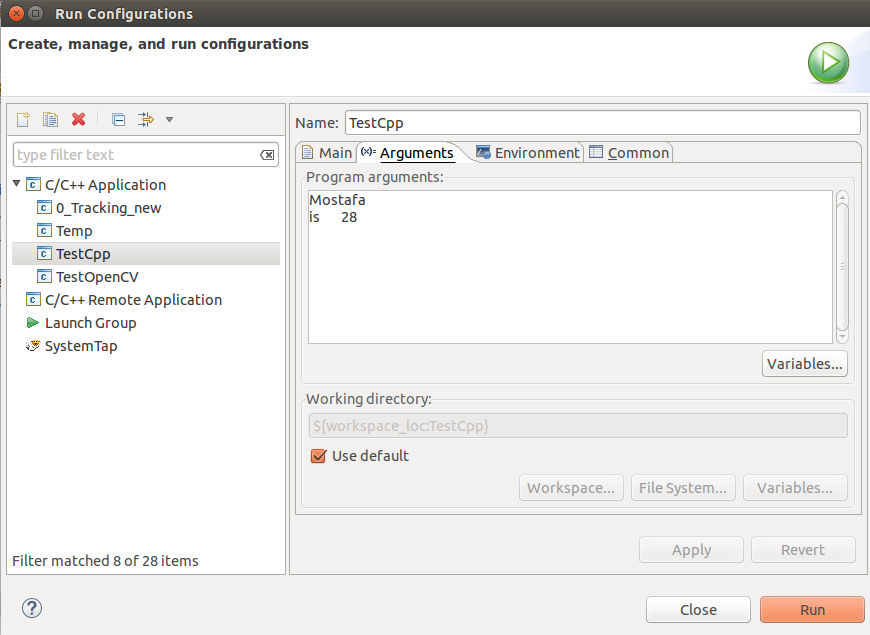 Run Configurations
Create, manage, and run configurations
type filter text
C/C++ Application
0_Tracking_new
Temp
TestCpp
TestOpenCV
C/C++ Remote Application
Launch Group
SystemTap
Filter matched 8 of 28 items
Name: TestCpp
Main (x)= Arguments Environment Common
Program arguments:
Mostafa
is 28
Variables...
Working directory:
${workspace_loc:TestCpp}
Use default
Workspace... File System... Variables...
Apply Revert
? Close Run